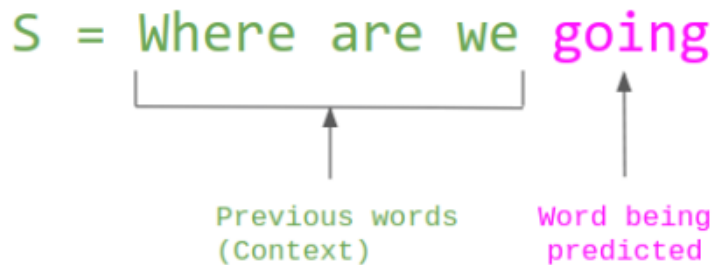 S = Where are we going
Previous words
(Context)
Word being
predicted